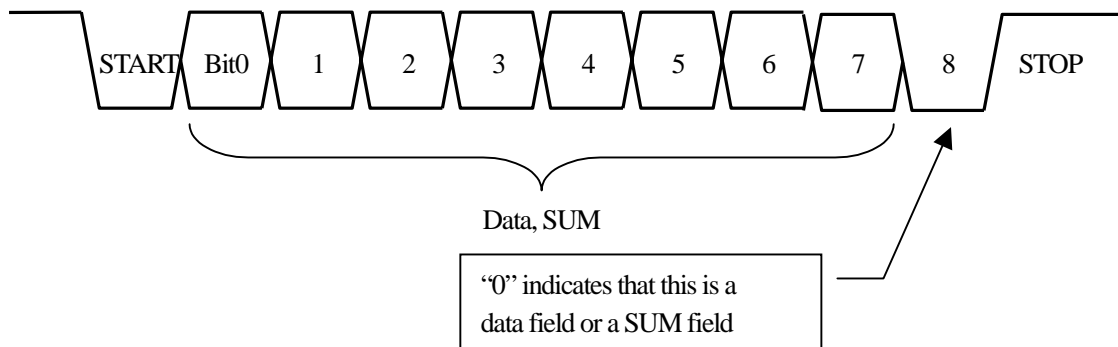 START Bit0 1 2 3 4 5 6 7 8 STOP
Data, SUM
“0” indicates that this is a
data field or a SUM field